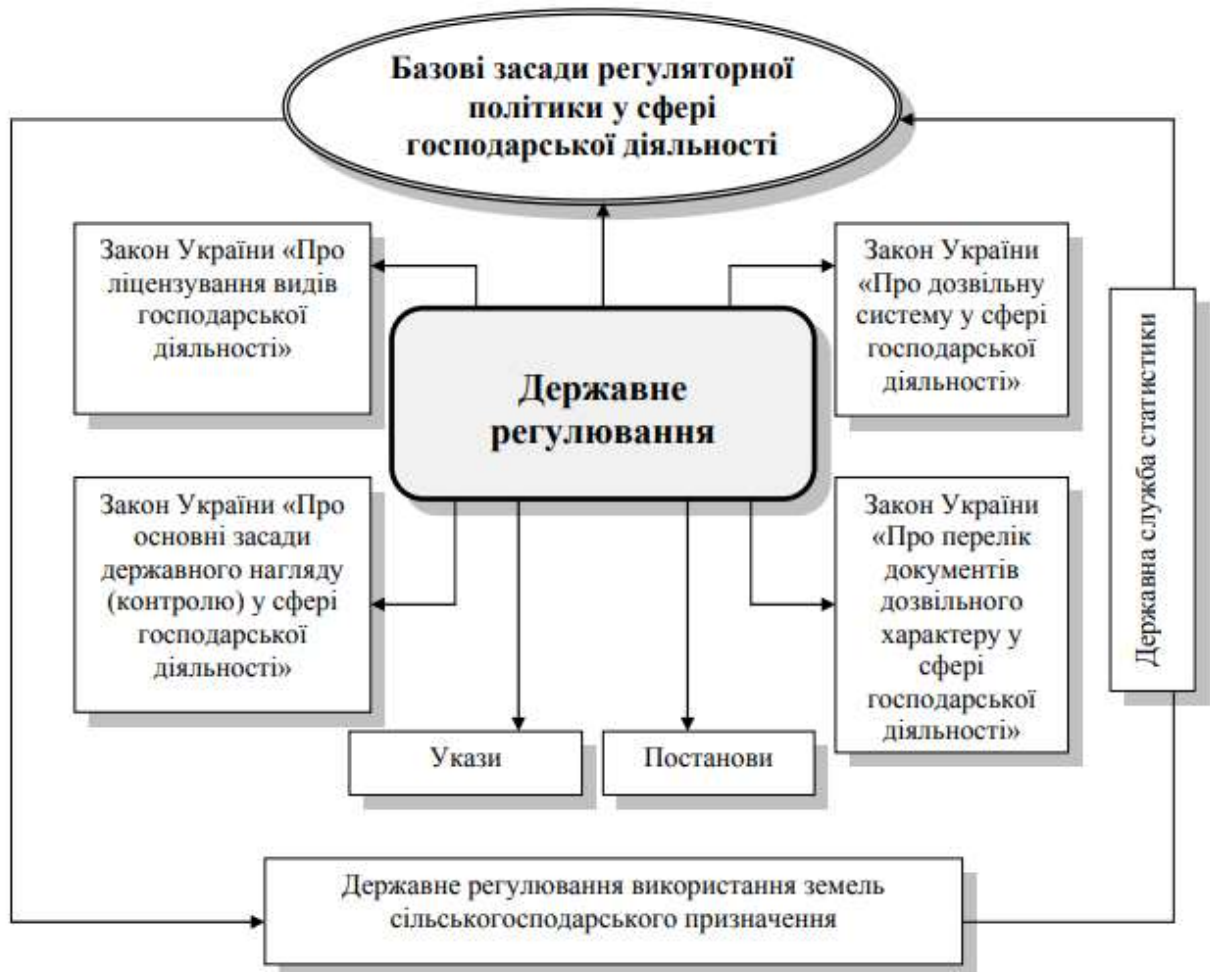 Базові засади регуляторної
політики у сфері
господарської діяльності
Закон України «Про
ліцензування видів
господарської
діяльності»
Закон України
«Про дозвільну
систему у сфері
господарської
діяльності»
Державне
регулювання
Державна служба статистики
Закон України «Про
основні засади
державного нагляду
(контролю) у сфері
господарської
діяльності»
Закон України
«Про перелік
документів
дозвільного
характеру у
сфері
господарської
діяльності»
Укази
Постанови
Державне регулювання використання земель
сільськогосподарського призначення